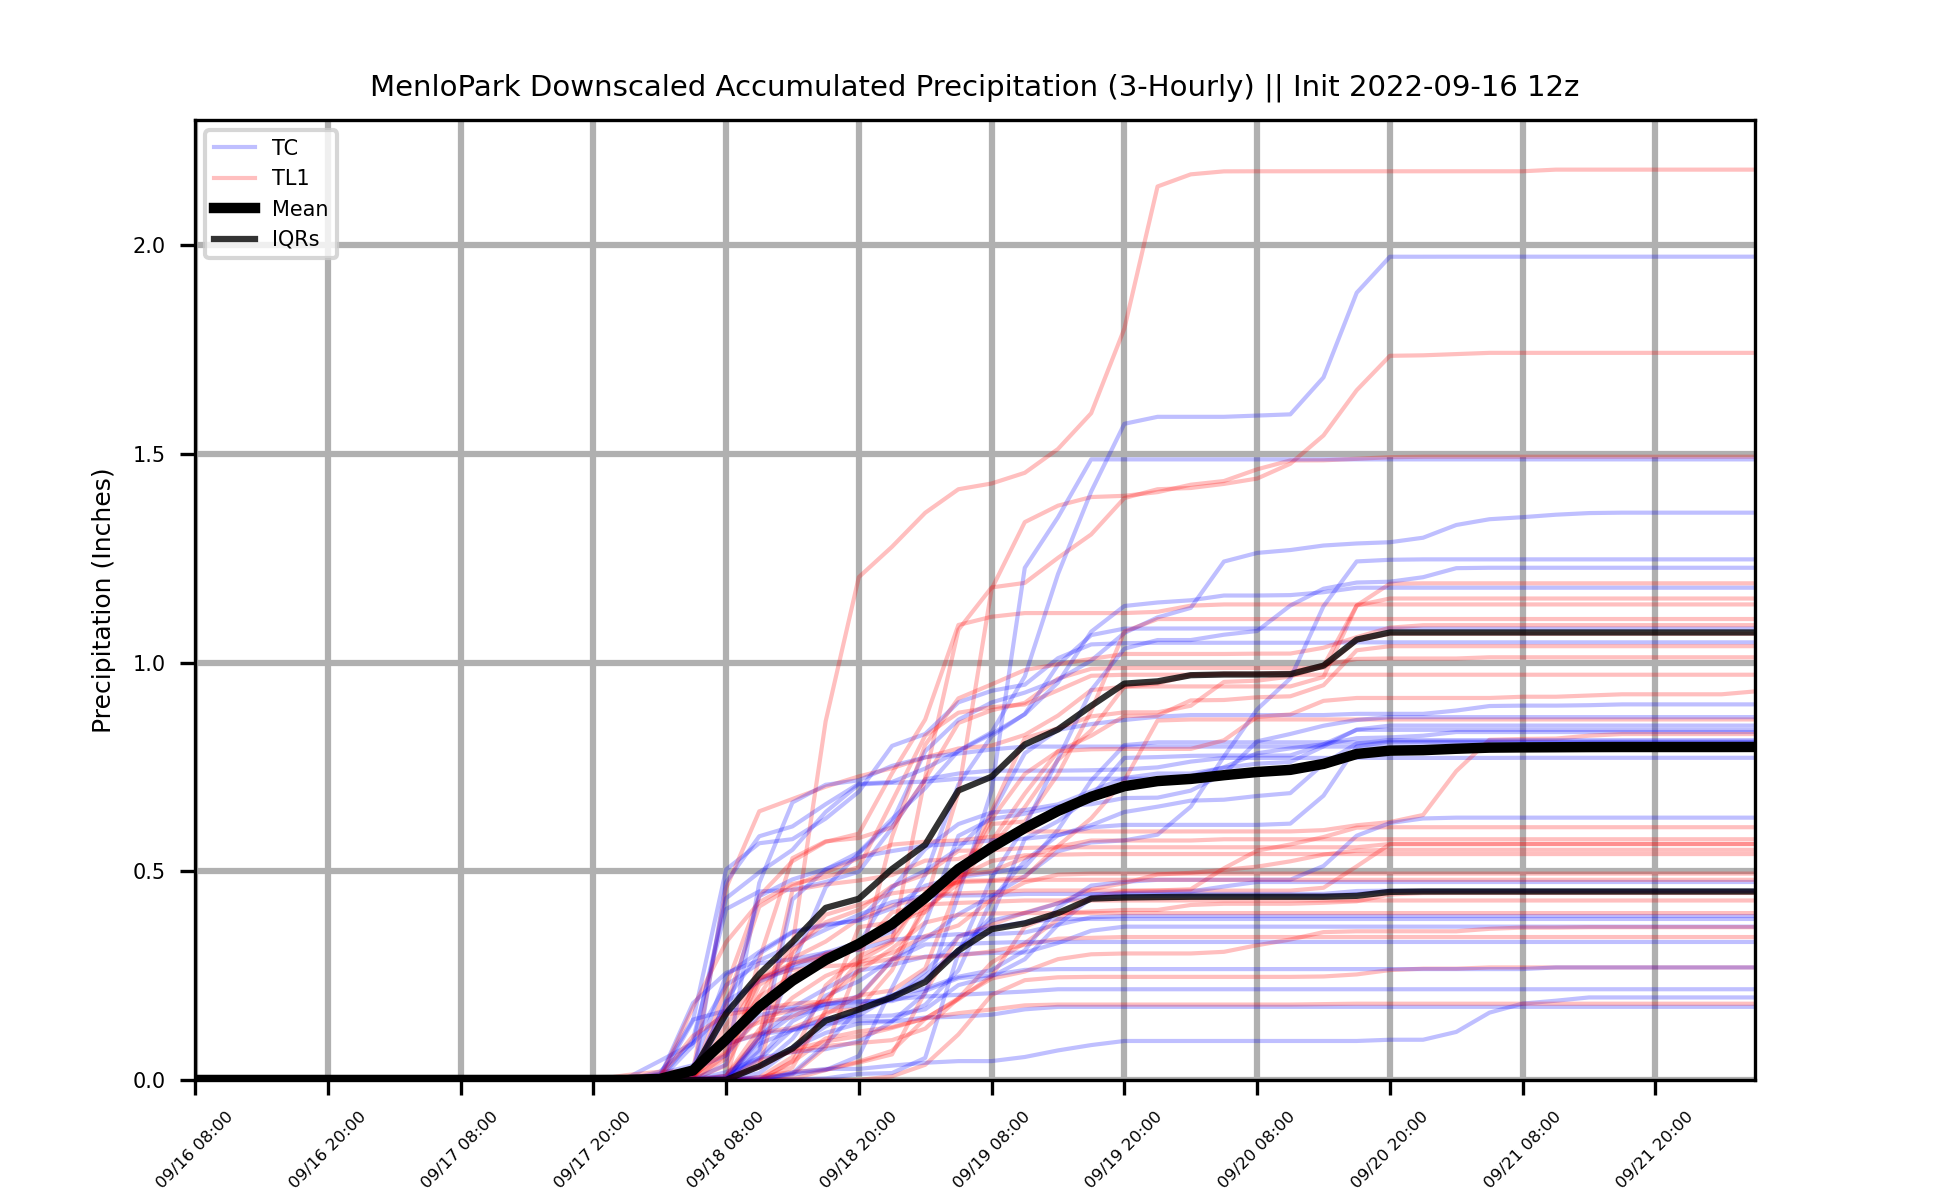 MenloPark Downscaled Accumulated Precipitation (3-Hourly) || Init 2022-09-16 12z
TC
TL1
Mean
IQRs
Precipitation (Inches)
2.0
1.5
1.0
0.5
0.0
09/16 08:00
09/16 20:00
09/17 08:00
09/17 20:00
09/18 08:00
09/18 20:00
09/19 08:00
09/19 20:00
09/20 08:00
09/20 20:00
09/21 08:00
09/21 20:00